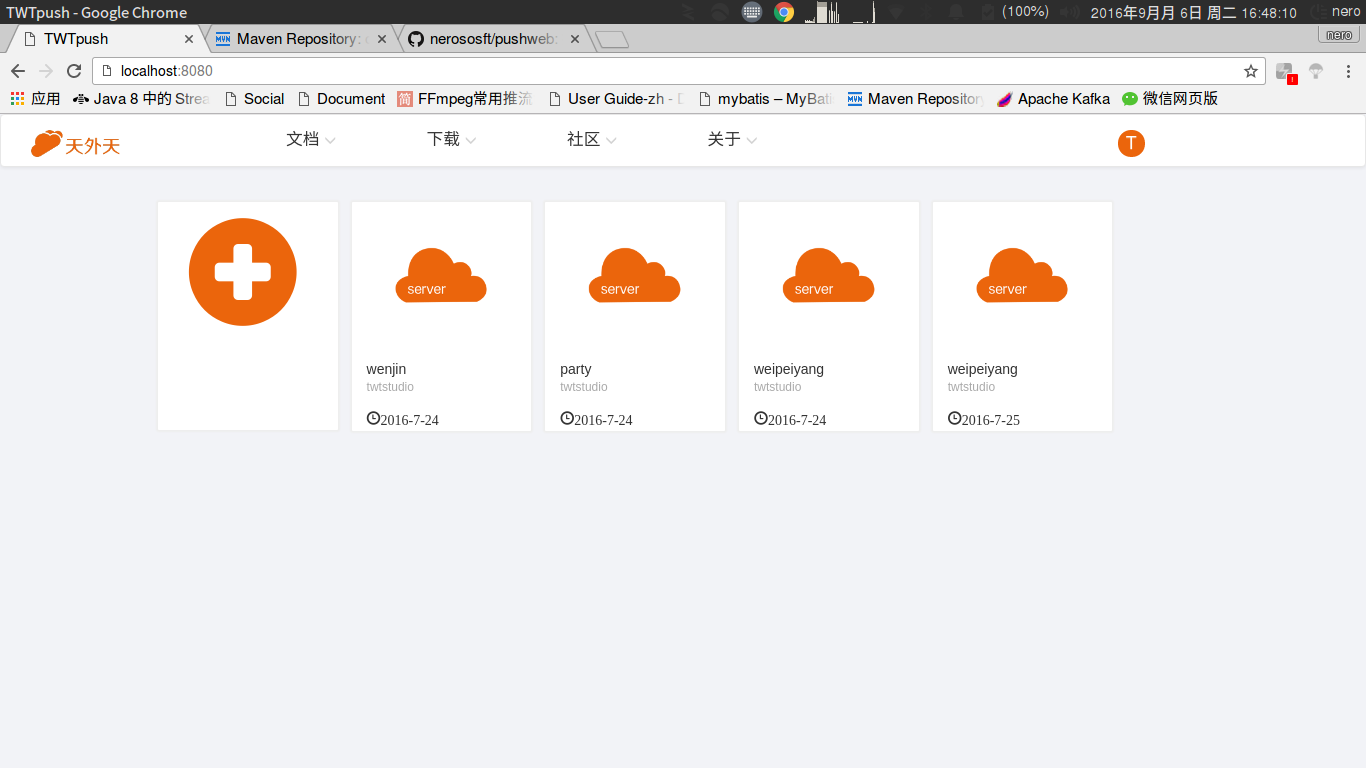 TWTpush - Google Chrome
(100%) 2016年9月月 6日 周二 16:48:10 nero
TWTpush Maven Repository: nerososft/pushweb: nero
localhost:8080
应用 Java 8 中的 Strea Social Document FFmpeg常用推流 User Guide-zh - D mybatis – MyBati Maven Repository Apache Kafka 微信网页版
天外天 文档 下载 社区 关于 T
server server server server
wenjin party weipeiyang weipeiyang
twtstudio twtstudio twtstudio twtstudio
2016-7-24 2016-7-24 2016-7-24 2016-7-25